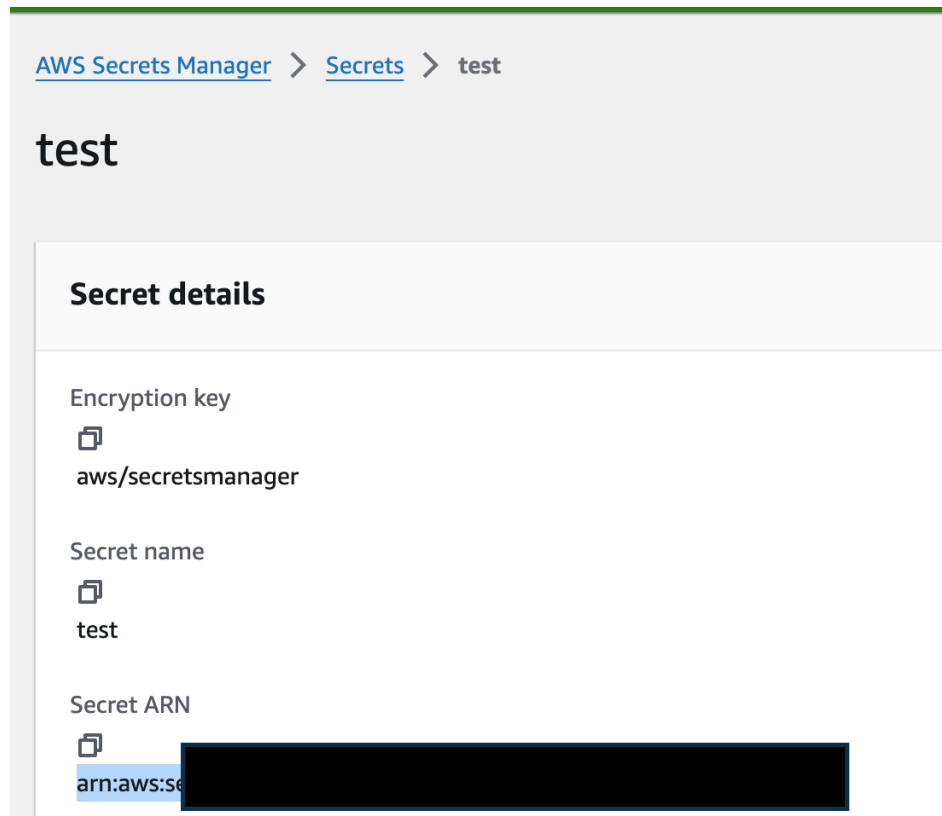 AWS Secrets Manager > Secrets > test
test
Secret details
Encryption key
aws/secretsmanager
Secret name
test
Secret ARN
arn:aws:se